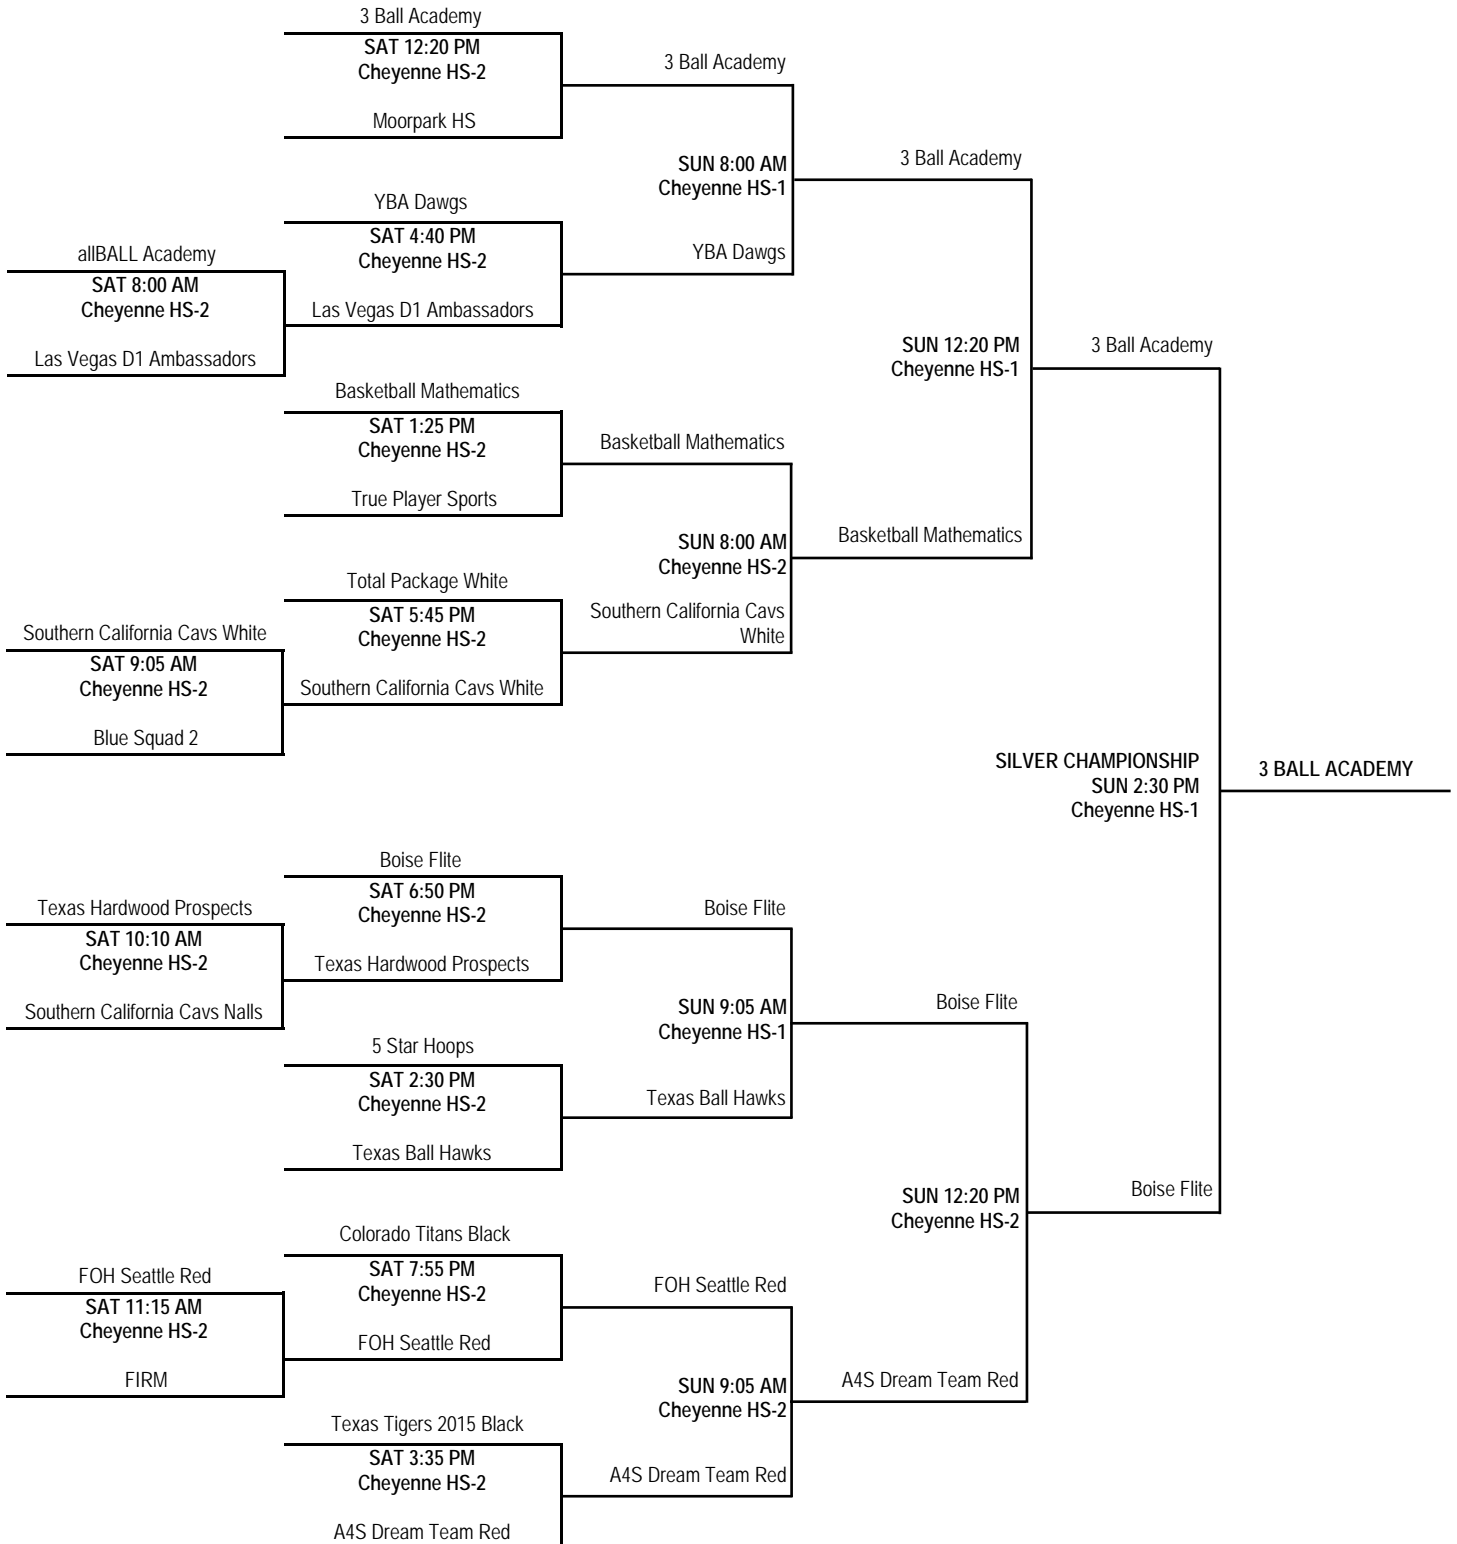 3 Ball Academy
SAT 12:20 PM
Cheyenne HS-2
Moorpark HS
3 Ball Academy
SUN 8:00 AM
Cheyenne HS-1
3 Ball Academy
YBA Dawgs
SAT 4:40 PM
Cheyenne HS-2
YBA Dawgs
allBALL Academy
SAT 8:00 AM
Cheyenne HS-2
Las Vegas D1 Ambassadors
Las Vegas D1 Ambassadors
SUN 12:20 PM
Cheyenne HS-1
3 Ball Academy
Basketball Mathematics
SAT 1:25 PM
Cheyenne HS-2
True Player Sports
Basketball Mathematics
SUN 8:00 AM
Cheyenne HS-2
Basketball Mathematics
Total Package White
SAT 5:45 PM
Cheyenne HS-2
Southern California Cavs
White
Southern California Cavs White
SAT 9:05 AM
Cheyenne HS-2
Southern California Cavs White
Blue Squad 2
SILVER CHAMPIONSHIP
SUN 2:30 PM
Cheyenne HS-1
3 BALL ACADEMY
Boise Flite
SAT 6:50 PM
Cheyenne HS-2
Boise Flite
Texas Hardwood Prospects
SAT 10:10 AM
Cheyenne HS-2
Texas Hardwood Prospects
Southern California Cavs Nalls
SUN 9:05 AM
Cheyenne HS-1
Boise Flite
5 Star Hoops
SAT 2:30 PM
Cheyenne HS-2
Texas Ball Hawks
Texas Ball Hawks
SUN 12:20 PM
Cheyenne HS-2
Boise Flite
Colorado Titans Black
SAT 7:55 PM
Cheyenne HS-2
FOH Seattle Red
FOH Seattle Red
SAT 11:15 AM
Cheyenne HS-2
FOH Seattle Red
FIRM
SUN 9:05 AM
Cheyenne HS-2
A4S Dream Team Red
Texas Tigers 2015 Black
SAT 3:35 PM
Cheyenne HS-2
A4S Dream Team Red
A4S Dream Team Red